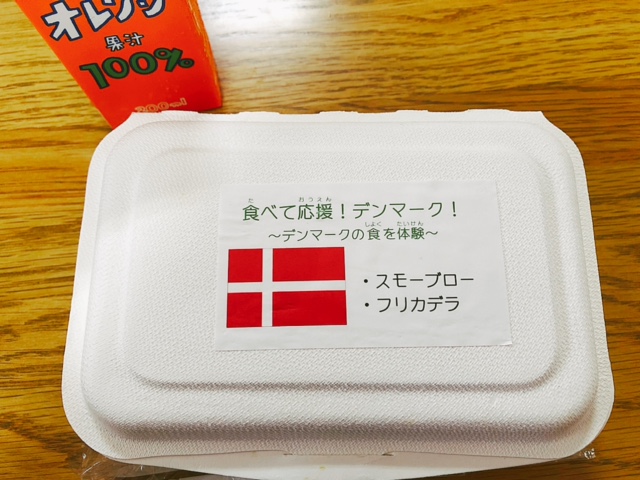 オレンジ
果汁
100%
200ml
食べて応援！デンマーク！
～デンマークの食を体験～
・スモーブロー
・フリカデラ